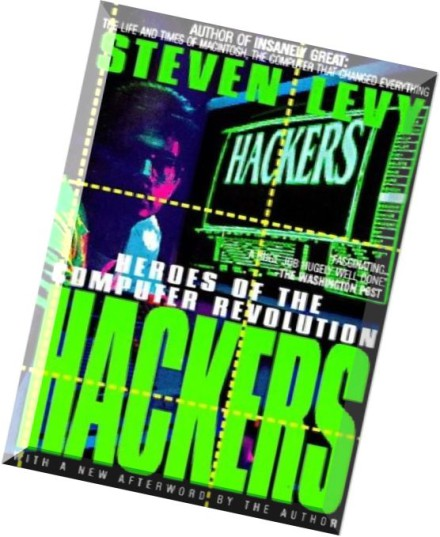 AUTHOR OF INSANELY GREAT:
THE LIFE AND TIMES OF MACINTOSH, THE COMPUTER THAT CHANGED EVERYTHING
STEVEN LEVY
HACKERS
"FASCINATING...
A HUGE JOB HUGELY WELL DONE"
-THE WASHINGTON POST
HEROES OF THE
COMPUTER REVOLUTION
HACKERS
WITH A NEW AFTERWORD BY THE AUTHOR